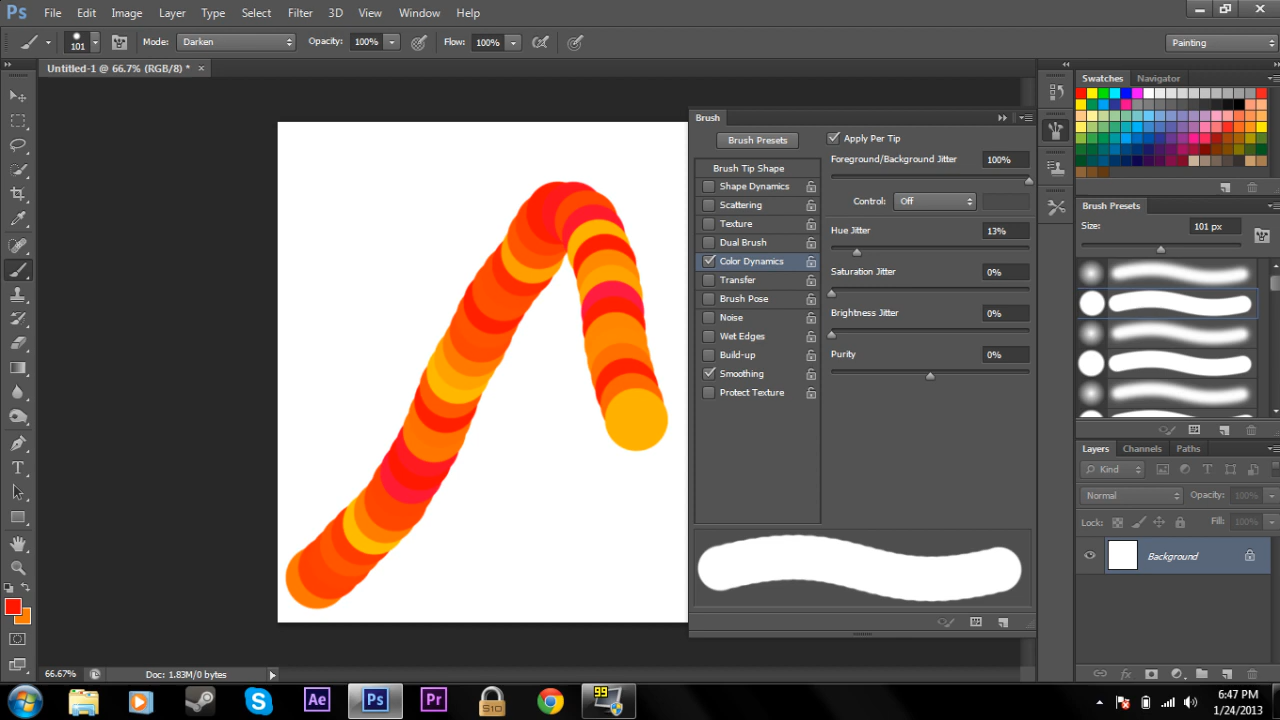 Ps File Edit Image Layer Type Select Filter 3D View Window Help
101 Mode: Darken Opacity: 100% Flow: 100% Painting
Untitled-1 @ 66.7% (RGB/8) * ×
Swatches Navigator
Brush
Brush Presets
Apply Per Tip
Foreground/Background Jitter 100%
Brush Tip Shape
Shape Dynamics
Scattering
Texture
Dual Brush
Color Dynamics
Transfer
Brush Pose
Noise
Wet Edges
Build-up
Smoothing
Protect Texture
Control: Off
Hue Jitter 13%
Saturation Jitter 0%
Brightness Jitter 0%
Purity 0%
Brush Presets
Size: 101 px
Layers Channels Paths
Kind
Normal Opacity: 100%
Lock: Fill: 100%
Background
66.67% Doc: 1.83M/0 bytes
Ae Ps Pr S10 99
6:47 PM
1/24/2013